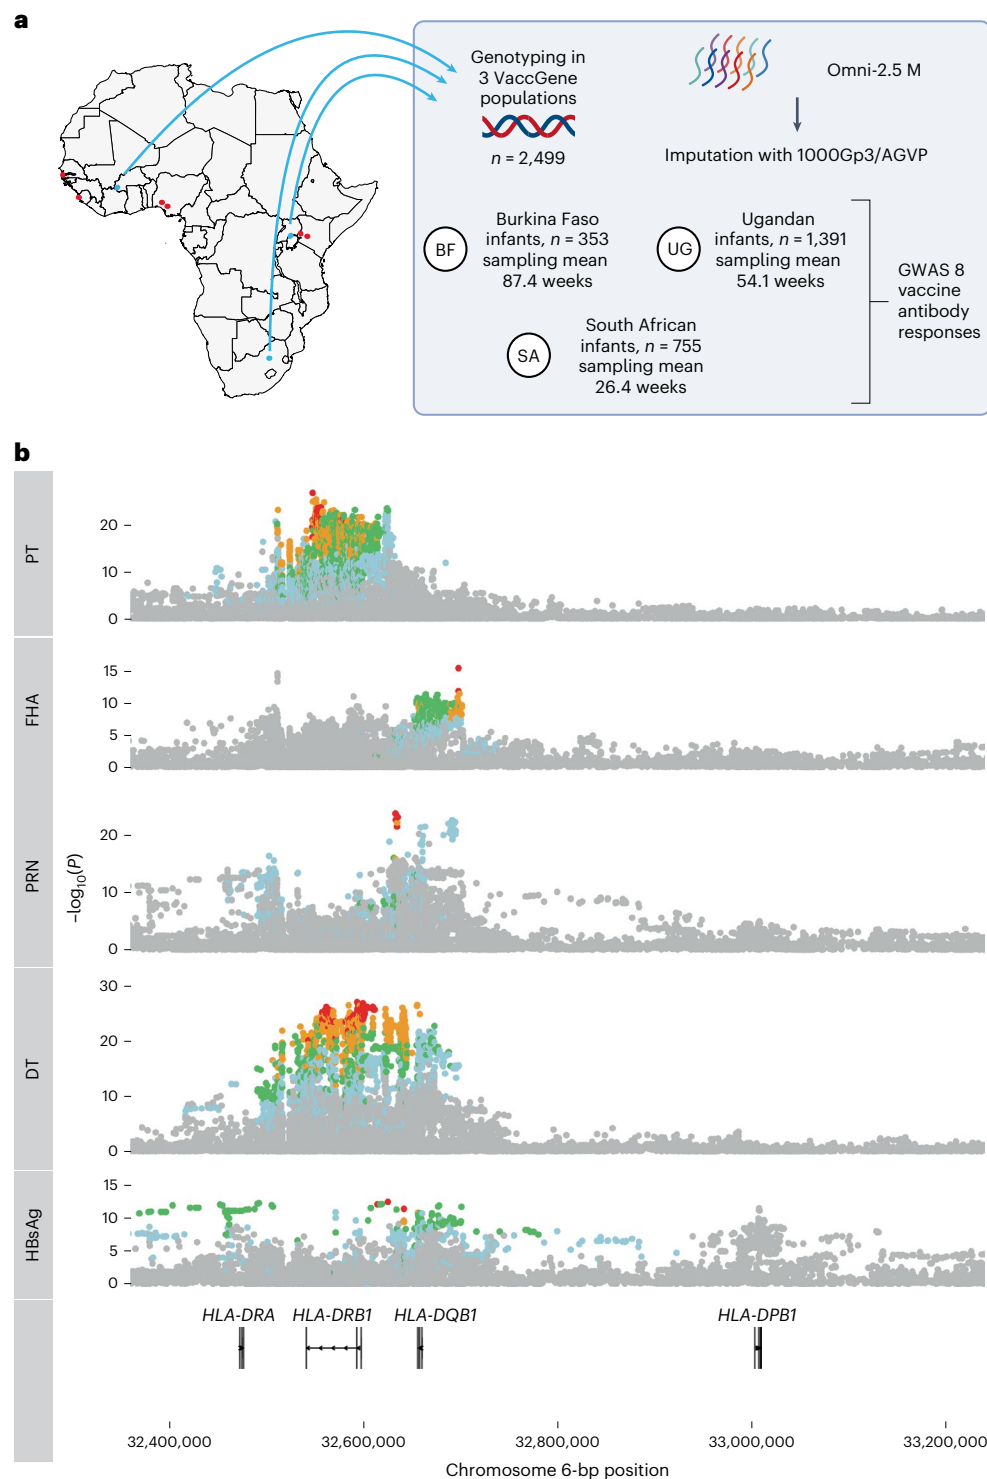 a
Genotyping in
3 VaccGene
populations
n = 2,499
Omni-2.5 M
Imputation with 1000Gp3/AGVP
BF
Burkina Faso
infants, n = 353
sampling mean
87.4 weeks
UG
Ugandan
infants, n = 1,391
sampling mean
54.1 weeks
SA
South African
infants, n = 755
sampling mean
26.4 weeks
GWAS 8
vaccine
antibody
responses
b
PT
20
10
0
FHA
15
10
5
0
PRN
20
10
0
–log10(P)
DT
30
20
10
0
HBsAg
15
10
5
0
HLA-DRA
HLA-DRB1
HLA-DQB1
HLA-DPB1
32,400,000
32,600,000
32,800,000
33,000,000
33,200,000
Chromosome 6-bp position